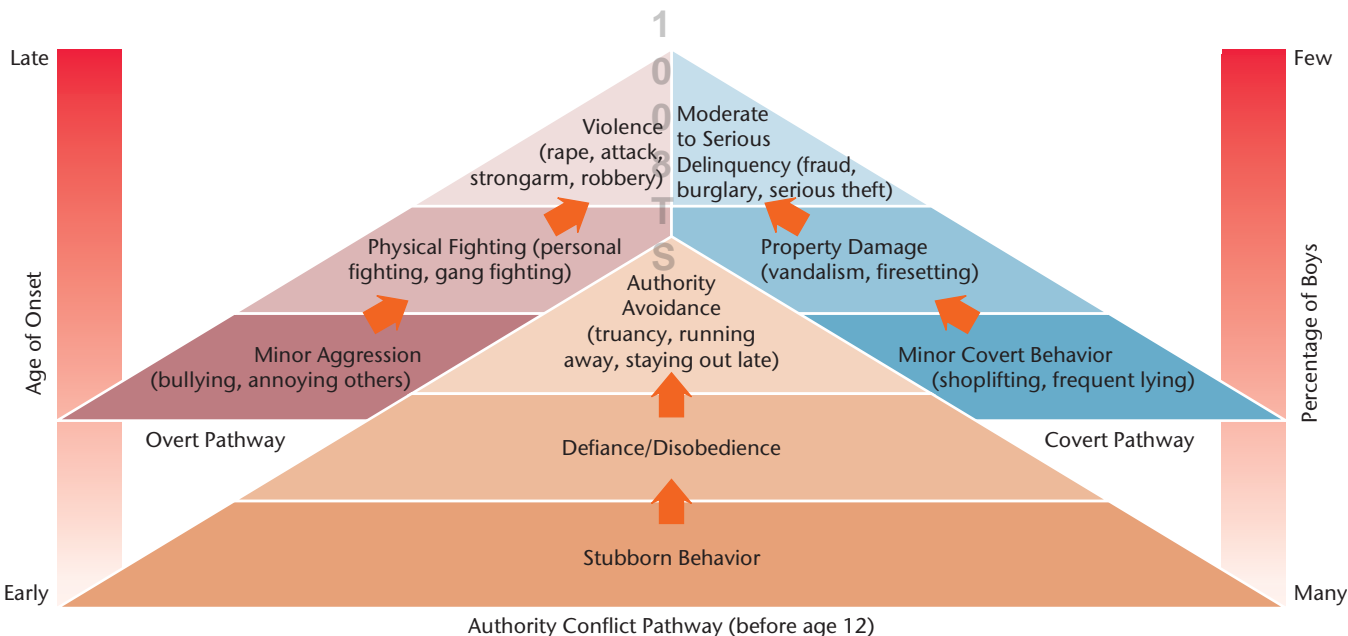 1
0
0
8
T
S
Late
Few
Violence
(rape, attack,
strongarm, robbery)
Moderate
to Serious
Delinquency (fraud,
burglary, serious theft)
Physical Fighting (personal
fighting, gang fighting)
Property Damage
(vandalism, firesetting)
Age of Onset
Percentage of Boys
Authority
Avoidance
(truancy, running
away, staying out late)
Minor Aggression
(bullying, annoying others)
Minor Covert Behavior
(shoplifting, frequent lying)
Overt Pathway
Covert Pathway
Defiance/Disobedience
Stubborn Behavior
Early
Many
Authority Conflict Pathway (before age 12)